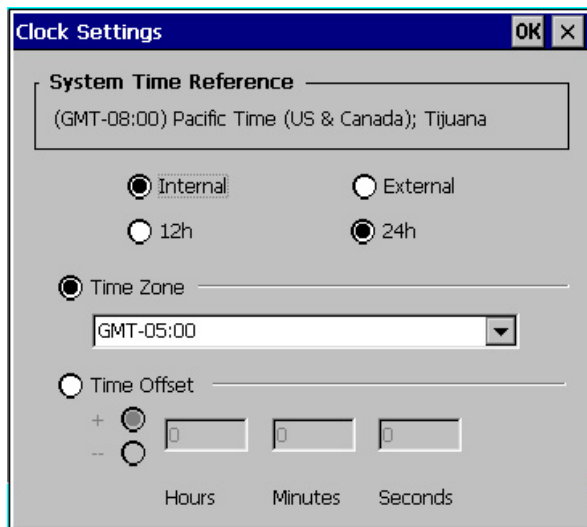 Clock Settings OK ×
System Time Reference
(GMT-08:00) Pacific Time (US & Canada); Tijuana
Internal External
12h 24h
Time Zone
GMT-05:00
Time Offset
+ 0 0 0
--
Hours Minutes Seconds